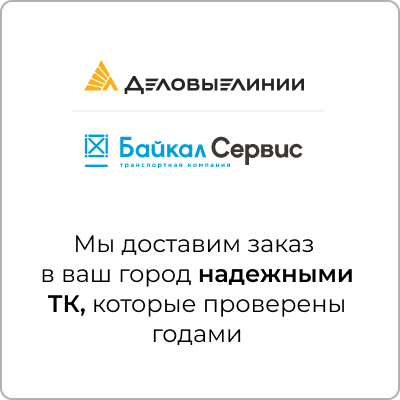 ДЕЛОВЫЕЛИНИИ
Байкал Сервис
транспортная компания
Мы доставим заказ
в ваш город надежными
ТК, которые проверены
годами